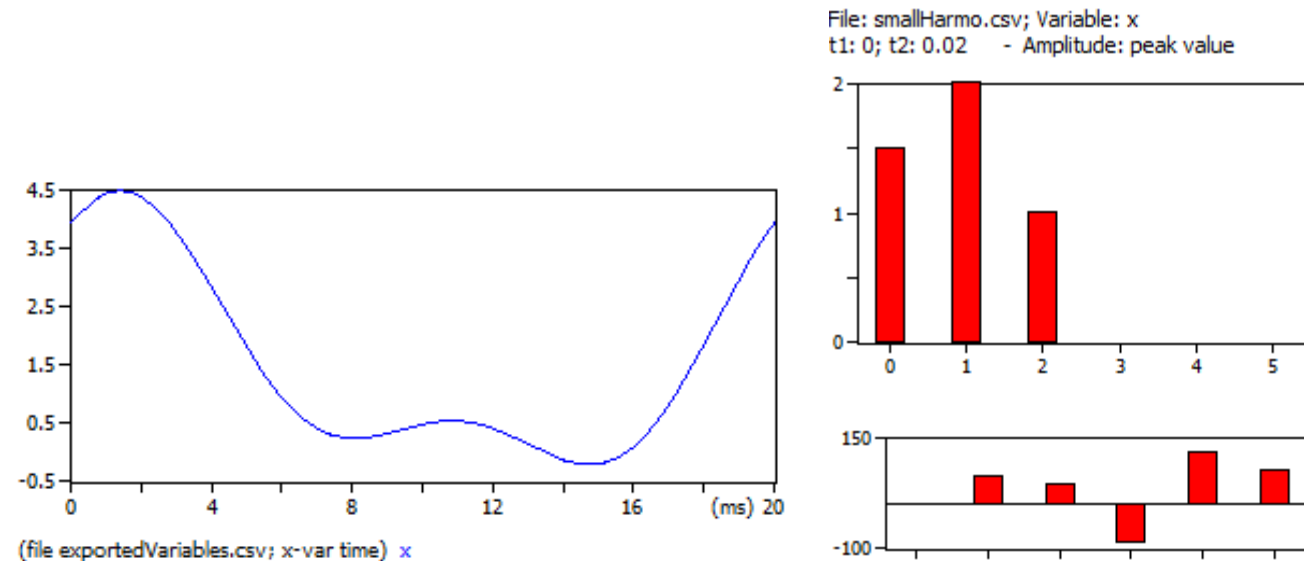 File: smallHarmo.csv; Variable: x
t1: 0; t2: 0.02 - Amplitude: peak value
2
1
0
0 1 2 3 4 5
150
-100
4.5
3.5
2.5
1.5
0.5
-0.5
0 4 8 12 16 (ms) 20
(file exportedVariables.csv; x-var time) x